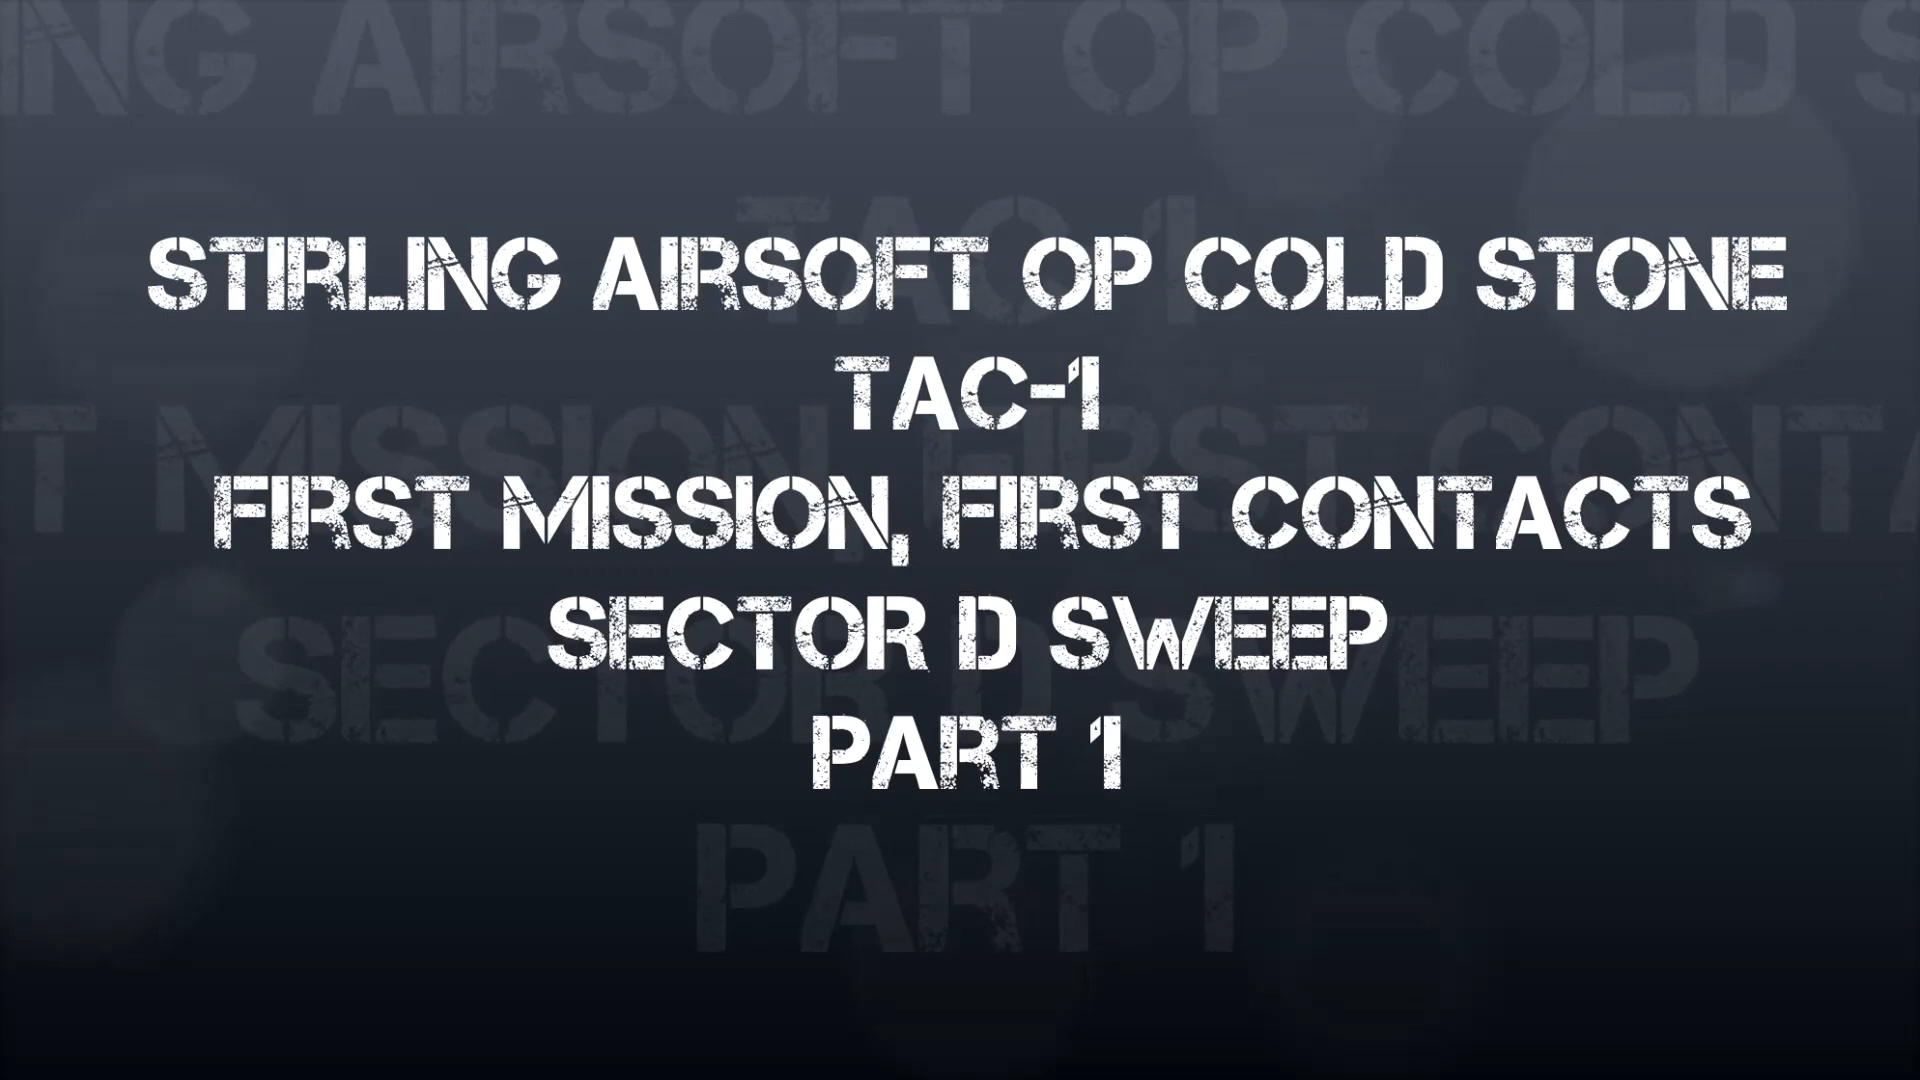 STIRLING AIRSOFT OP COLD STONE
TAC-1
FIRST MISSION, FIRST CONTACTS
SECTOR D SWEEP
PART 1